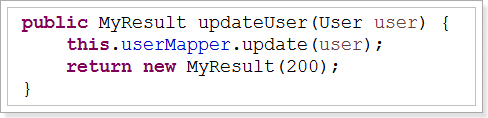 public MyResult updateUser(User user) {
    this.userMapper.update(user);
    return new MyResult(200);
}